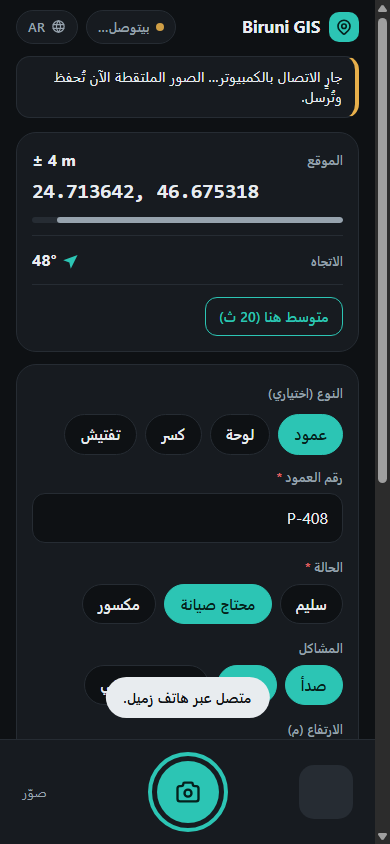 Biruni GIS
بيتوصل...
AR
جارٍ الاتصال بالكمبيوتر... الصور الملتقطة الآن تُحفظ
وتُرسل.
الموقع
± 4 m
24.713642, 46.675318
الاتجاه
48°
متوسط هنا (20 ث)
النوع (اختياري)
عمود
لوحة
كسر
تفتيش
رقم العمود *
P-408
الحالة *
سليم
محتاج صيانة
مكسور
المشاكل
صدأ
متصل عبر هاتف زميل.
الارتفاع (م)
صوّر